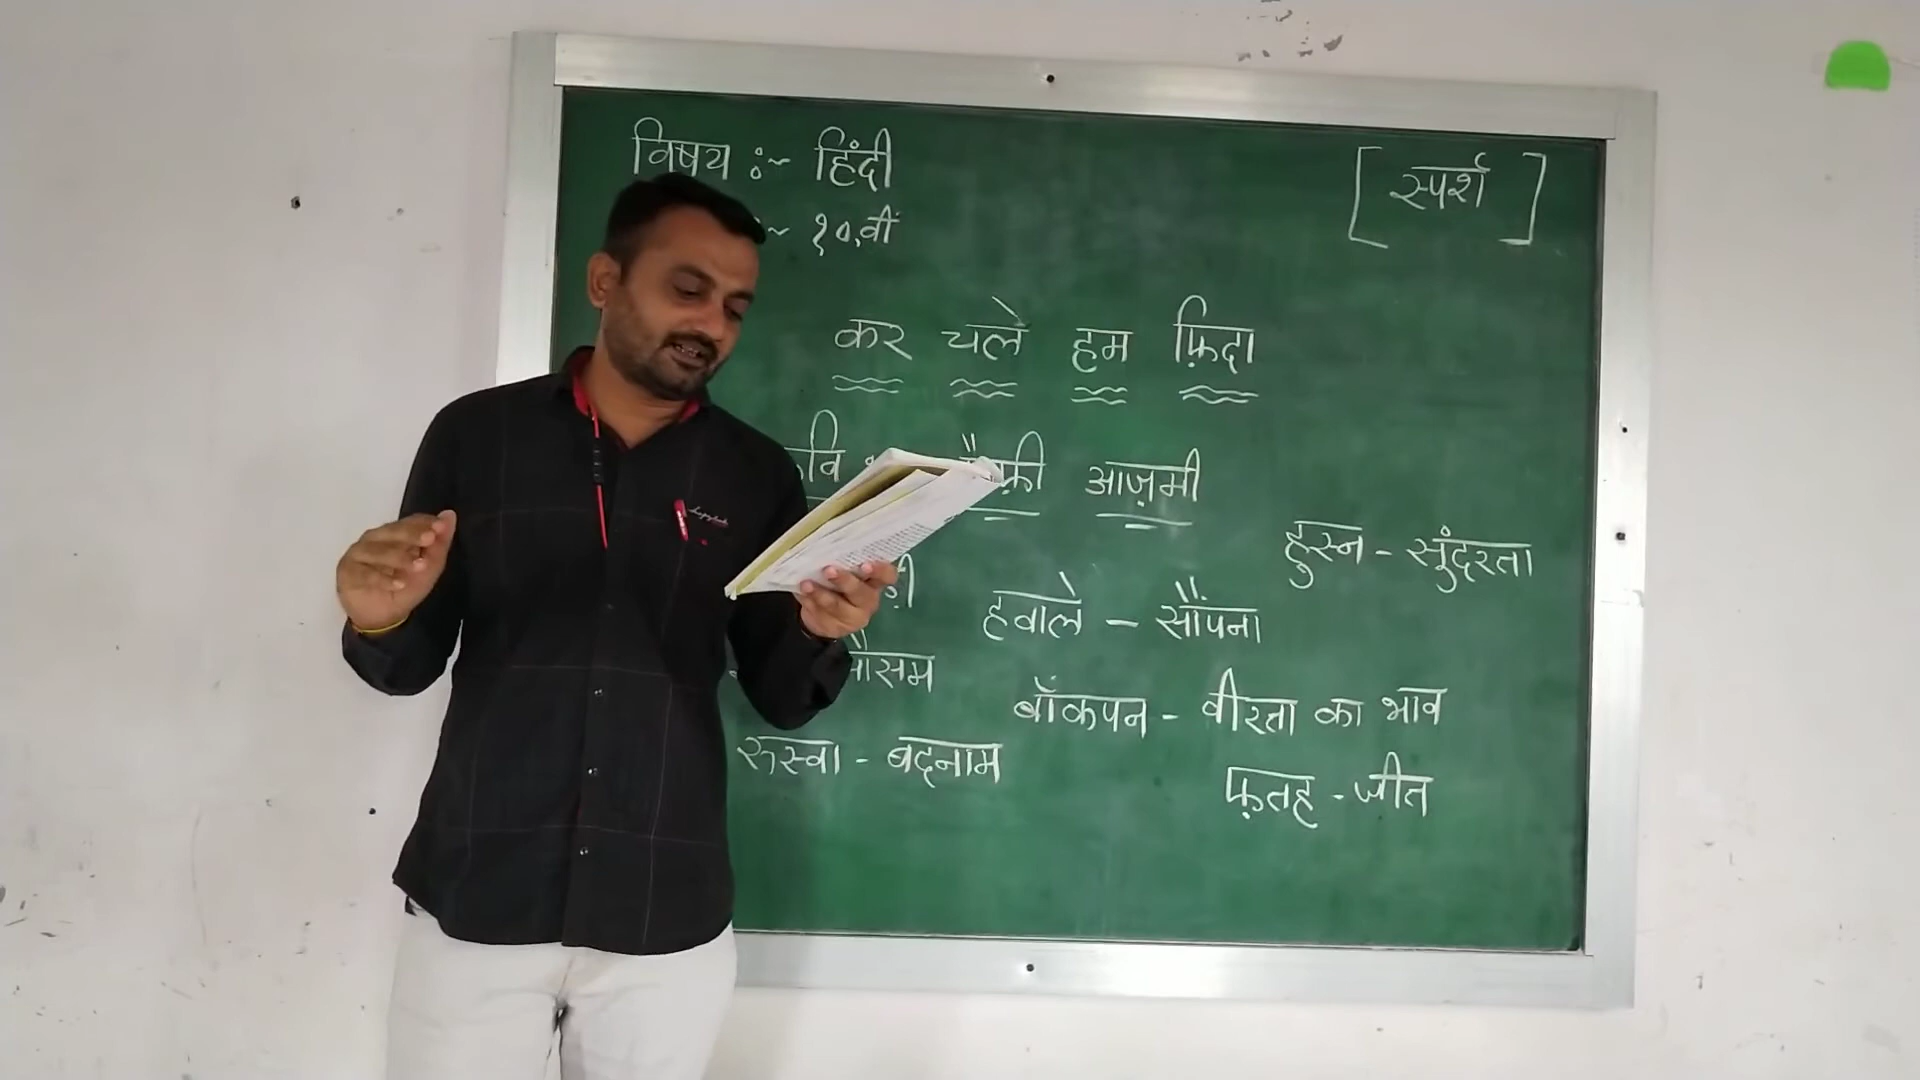 विषय :~ हिंदी
[ स्पर्श ]
~ १०.वीं
कर चले हम फ़िदा
आज़मी
हुस्न - सुंदरता
हवाले - सौंपना
बाँकपन - वीरता का भाव
रुस्वा - बदनाम
फ़तह - जीत